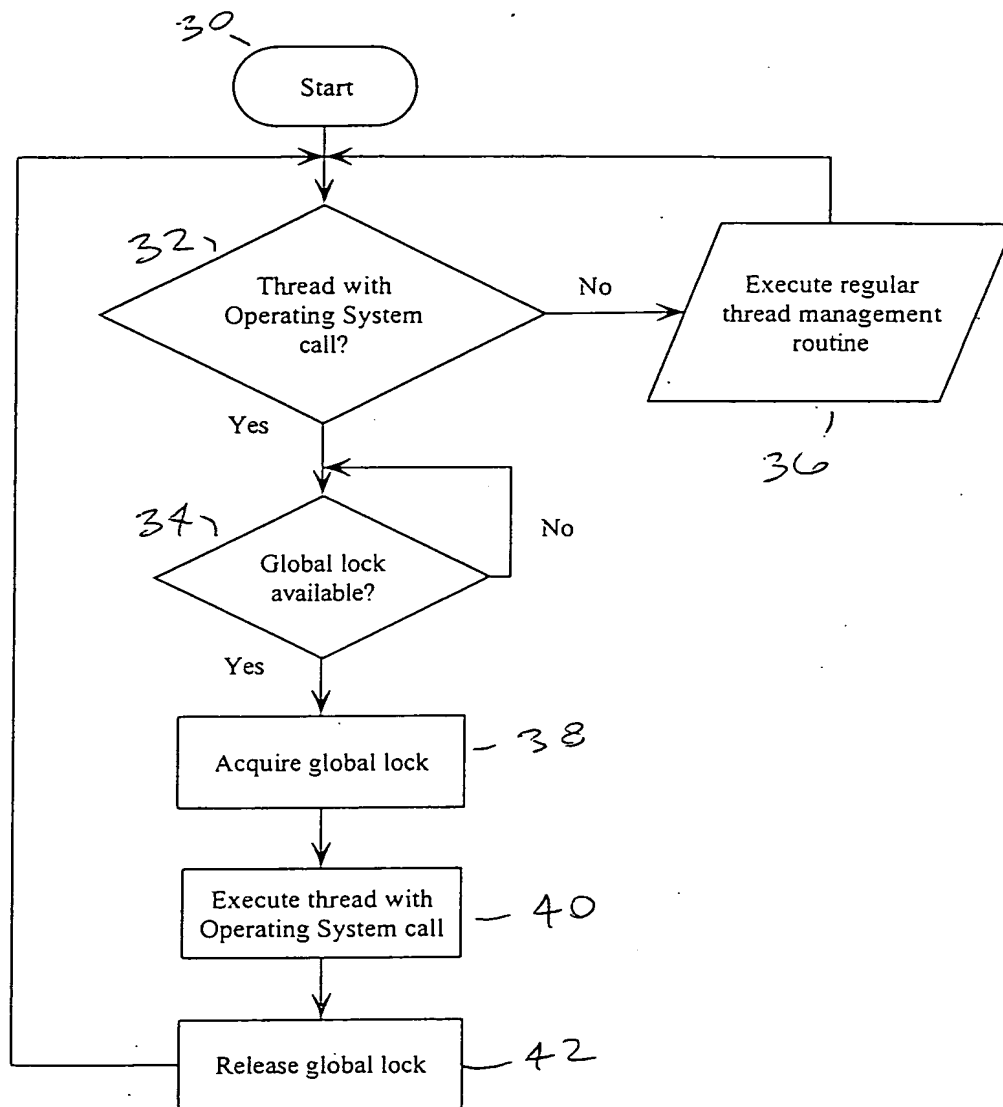 30
Start
32
Thread with
Operating System
call?
No
Execute regular
thread management
routine
36
Yes
34
Global lock
available?
No
Yes
Acquire global lock
38
Execute thread with
Operating System call
40
Release global lock
42